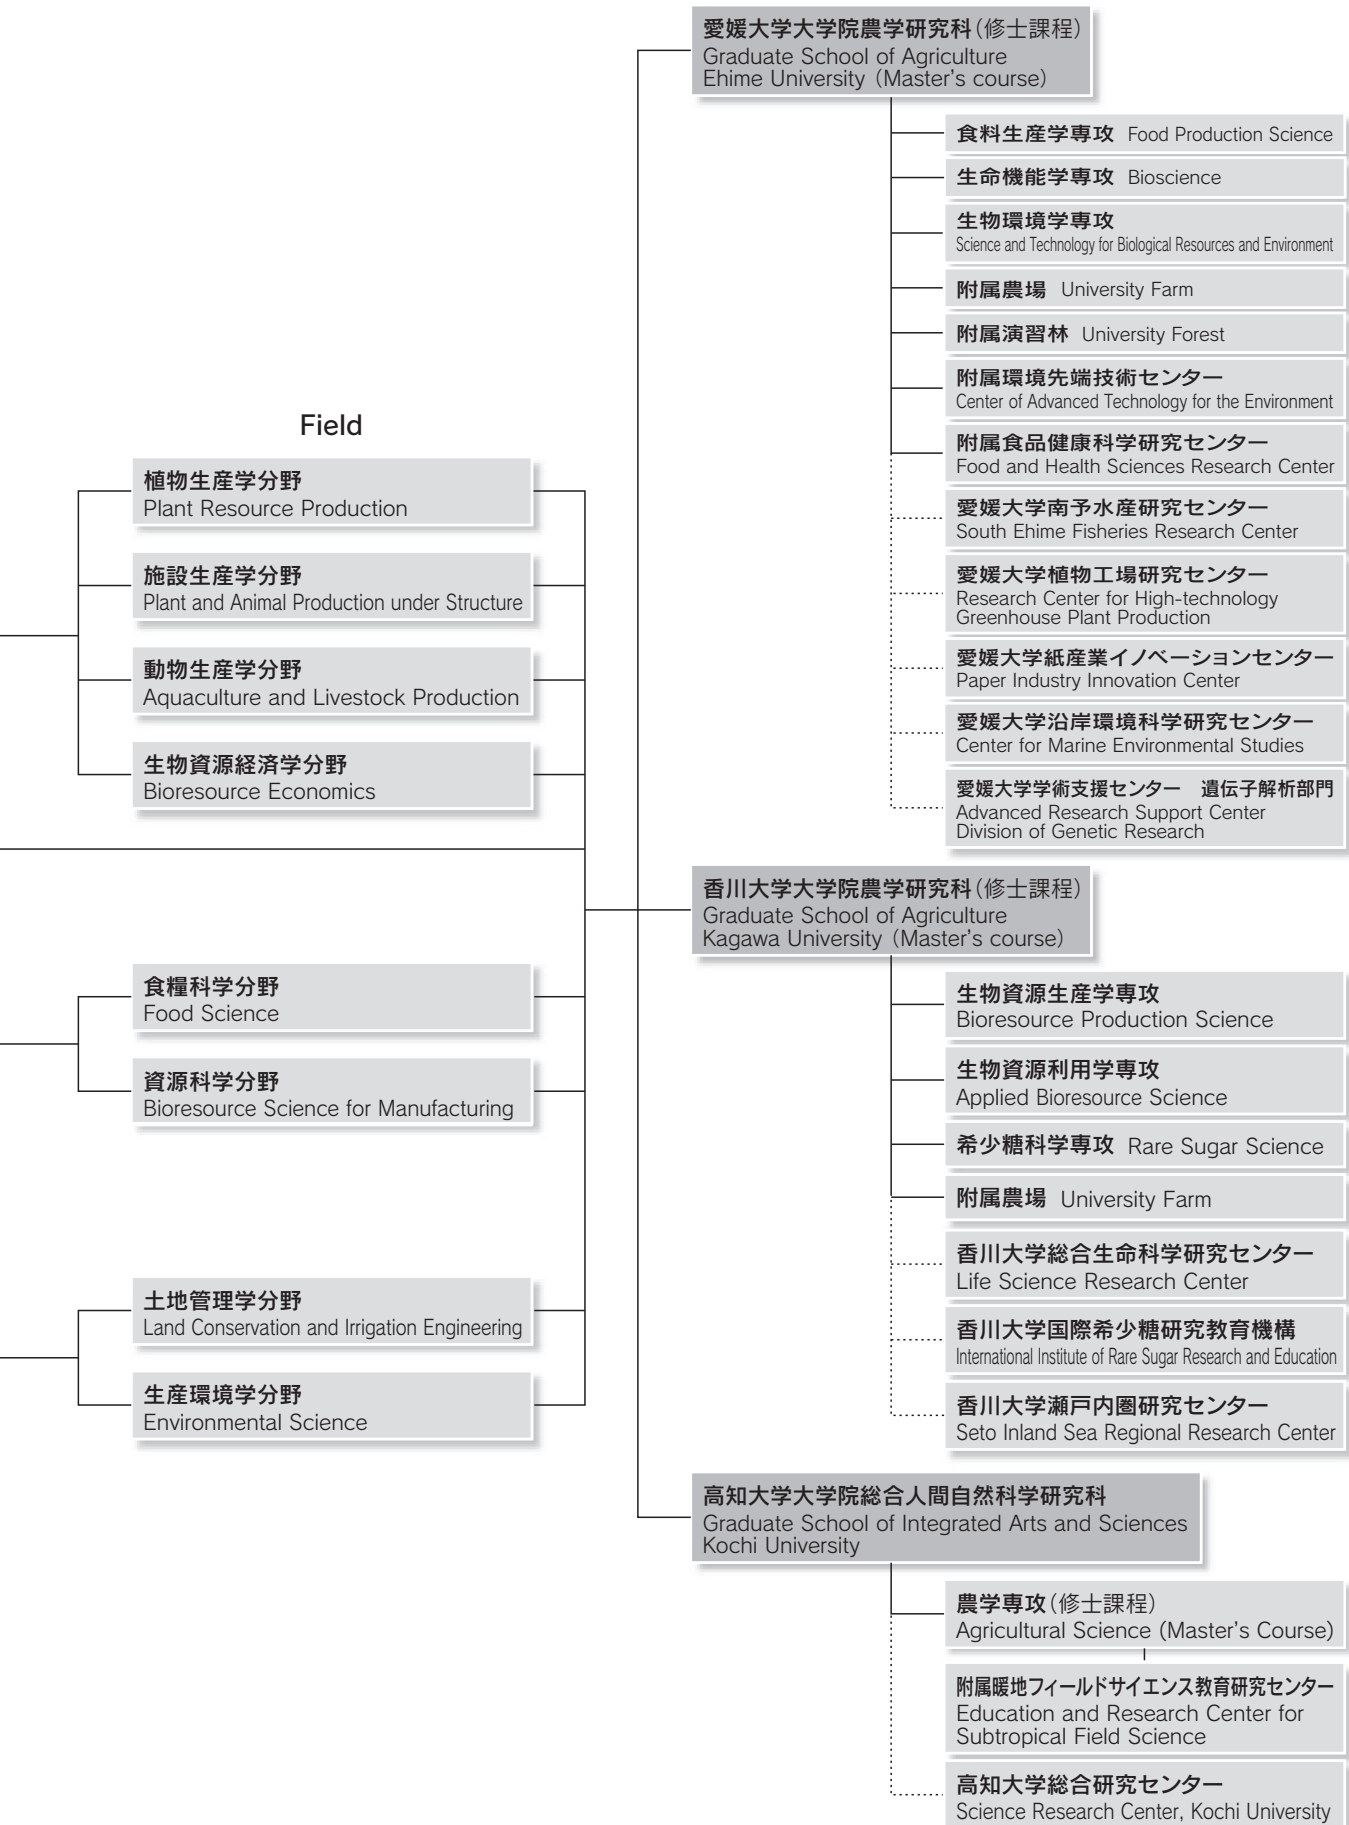 Field
植物生産学分野
Plant Resource Production
施設生産学分野
Plant and Animal Production under Structure
動物生産学分野
Aquaculture and Livestock Production
生物資源経済学分野
Bioresource Economics
食糧科学分野
Food Science
資源科学分野
Bioresource Science for Manufacturing
土地管理学分野
Land Conservation and Irrigation Engineering
生産環境学分野
Environmental Science
愛媛大学大学院農学研究科(修士課程)
Graduate School of Agriculture
Ehime University (Master's course)
食料生産学専攻 Food Production Science
生命機能学専攻 Bioscience
生物環境学専攻
Science and Technology for Biological Resources and Environment
附属農場 University Farm
附属演習林 University Forest
附属環境先端技術センター
Center of Advanced Technology for the Environment
附属食品健康科学研究センター
Food and Health Sciences Research Center
愛媛大学南予水産研究センター
South Ehime Fisheries Research Center
愛媛大学植物工場研究センター
Research Center for High-technology
Greenhouse Plant Production
愛媛大学紙産業イノベーションセンター
Paper Industry Innovation Center
愛媛大学沿岸環境科学研究センター
Center for Marine Environmental Studies
愛媛大学学術支援センター 遺伝子解析部門
Advanced Research Support Center
Division of Genetic Research
香川大学大学院農学研究科(修士課程)
Graduate School of Agriculture
Kagawa University (Master's course)
生物資源生産学専攻
Bioresource Production Science
生物資源利用学専攻
Applied Bioresource Science
希少糖科学専攻 Rare Sugar Science
附属農場 University Farm
香川大学総合生命科学研究センター
Life Science Research Center
香川大学国際希少糖研究教育機構
International Institute of Rare Sugar Research and Education
香川大学瀬戸内圏研究センター
Seto Inland Sea Regional Research Center
高知大学大学院総合人間自然科学研究科
Graduate School of Integrated Arts and Sciences
Kochi University
農学専攻(修士課程)
Agricultural Science (Master's Course)
附属暖地フィールドサイエンス教育研究センター
Education and Research Center for
Subtropical Field Science
高知大学総合研究センター
Science Research Center, Kochi University